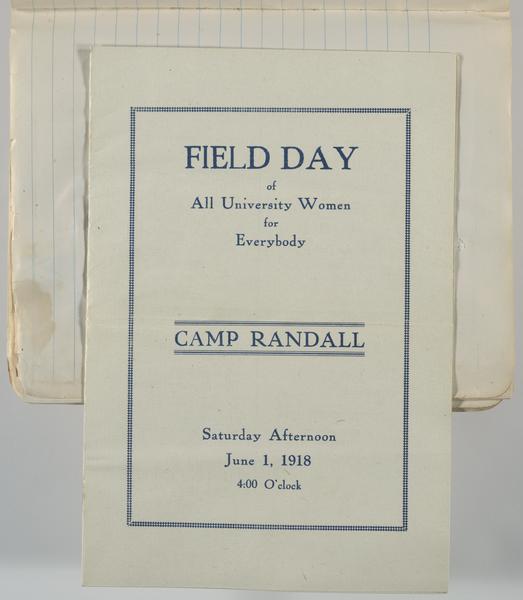 FIELD DAY
of
All University Women
for
Everybody
CAMP RANDALL
Saturday Afternoon
June 1, 1918
4:00 O'clock